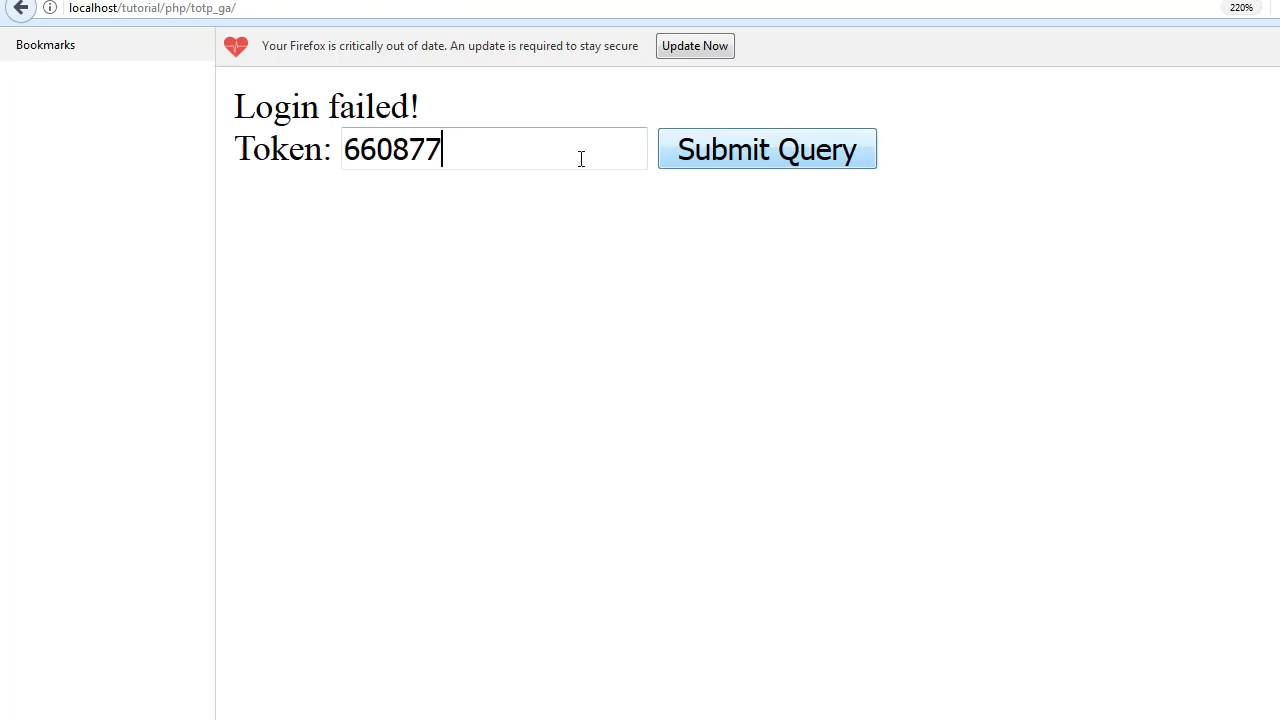 localhost/tutorial/php/totp_ga/
220%
Bookmarks
Your Firefox is critically out of date. An update is required to stay secure
Update Now
Login failed!
Token: 660877
Submit Query